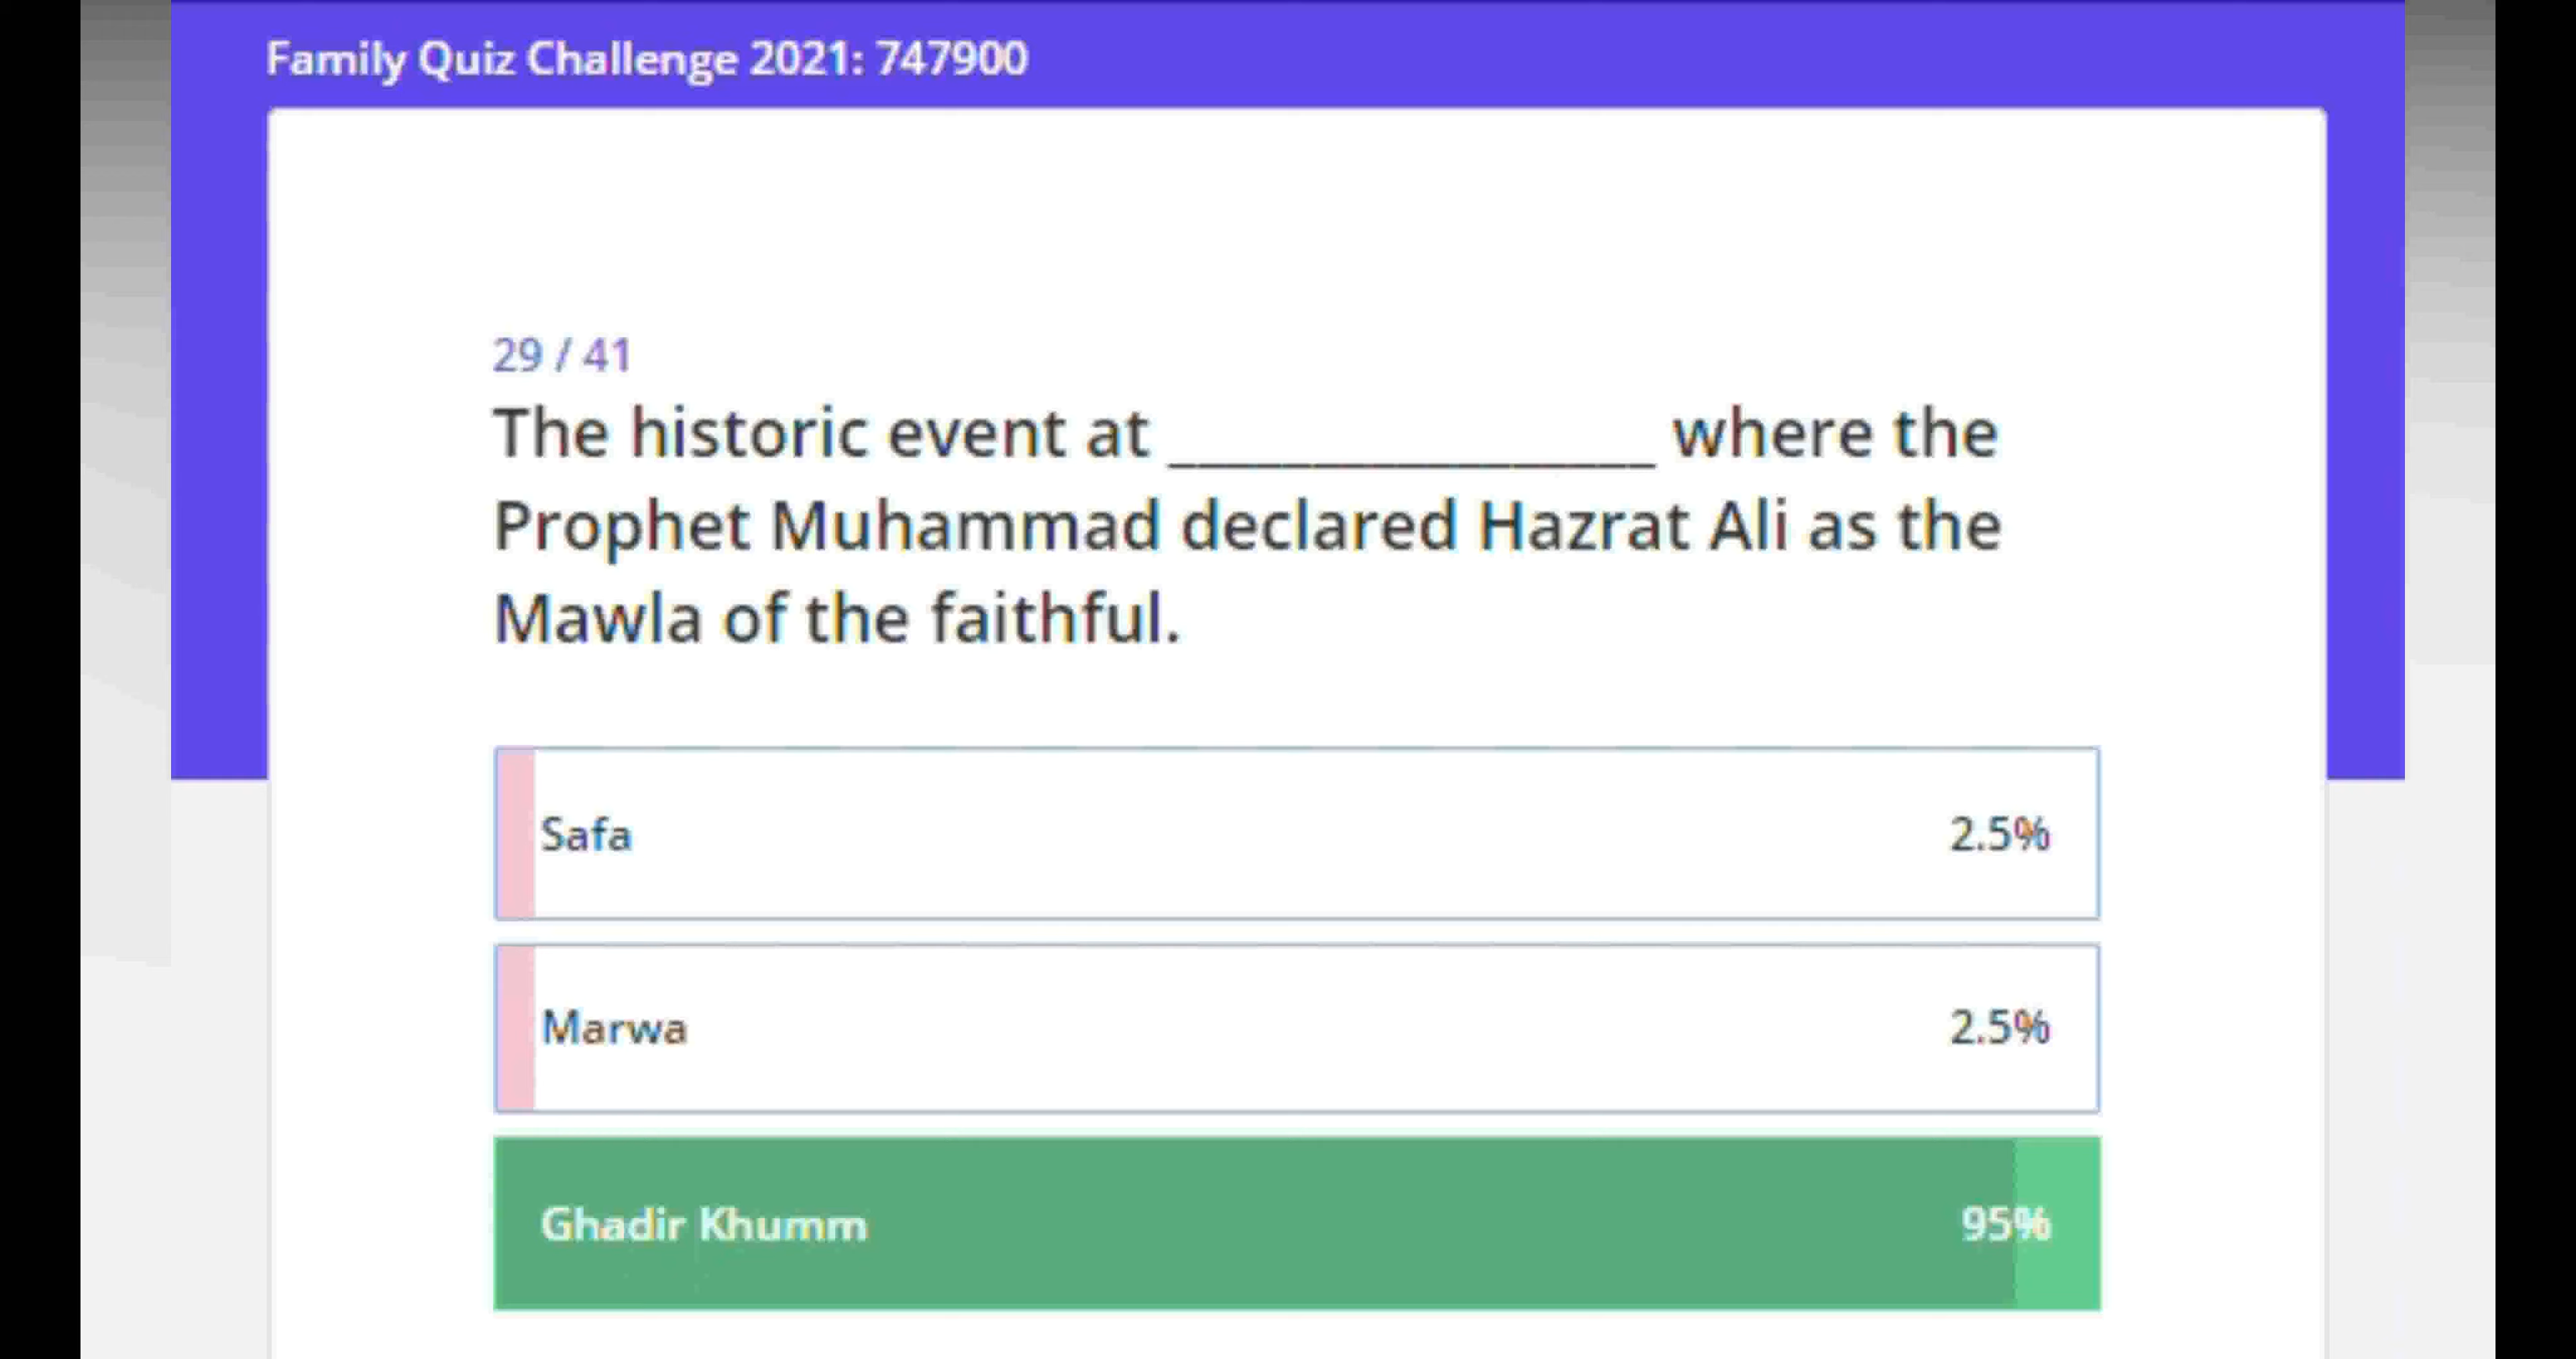 Family Quiz Challenge 2021: 747900
29 / 41
The historic event at _________________ where the
Prophet Muhammad declared Hazrat Ali as the
Mawla of the faithful.
Safa 2.5%
Marwa 2.5%
Ghadir Khumm 95%